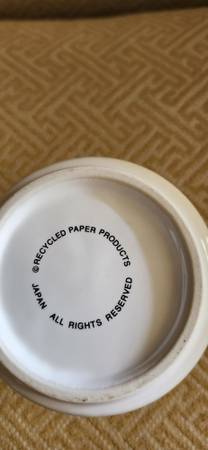 © RECYCLED PAPER PRODUCTS
JAPAN ALL RIGHTS RESERVED